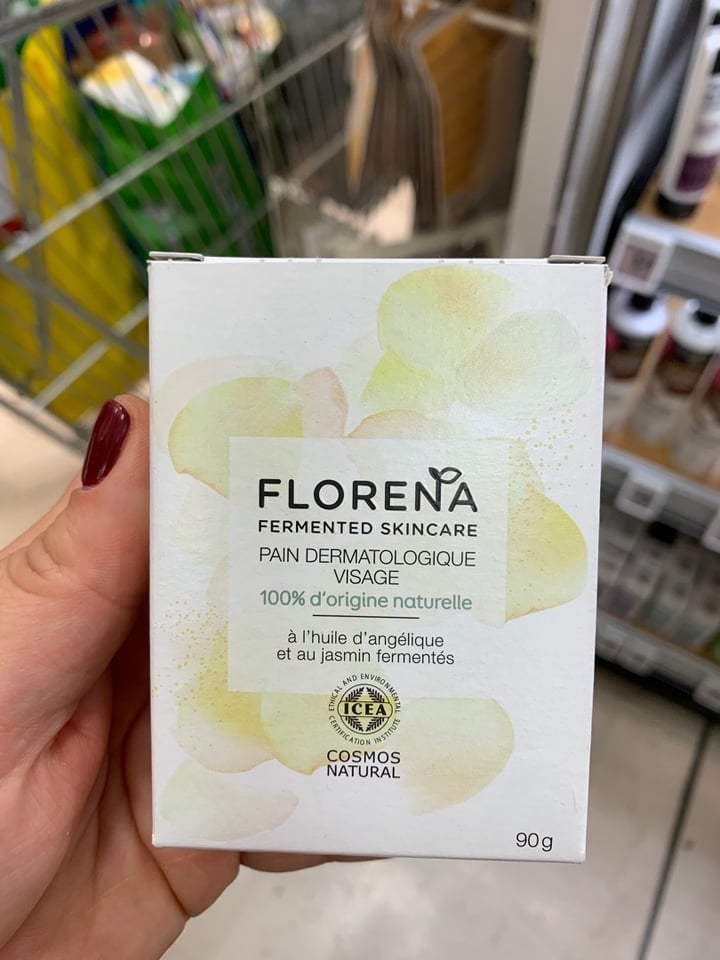 FLORENA
FERMENTED SKINCARE
PAIN DERMATOLOGIQUE
VISAGE
100% d'origine naturelle
à l'huile d'angélique
et au jasmin fermentés
ETHICAL AND ENVIRONMENTAL
ICEA
CERTIFICATION INSTITUTE
COSMOS
NATURAL
90g